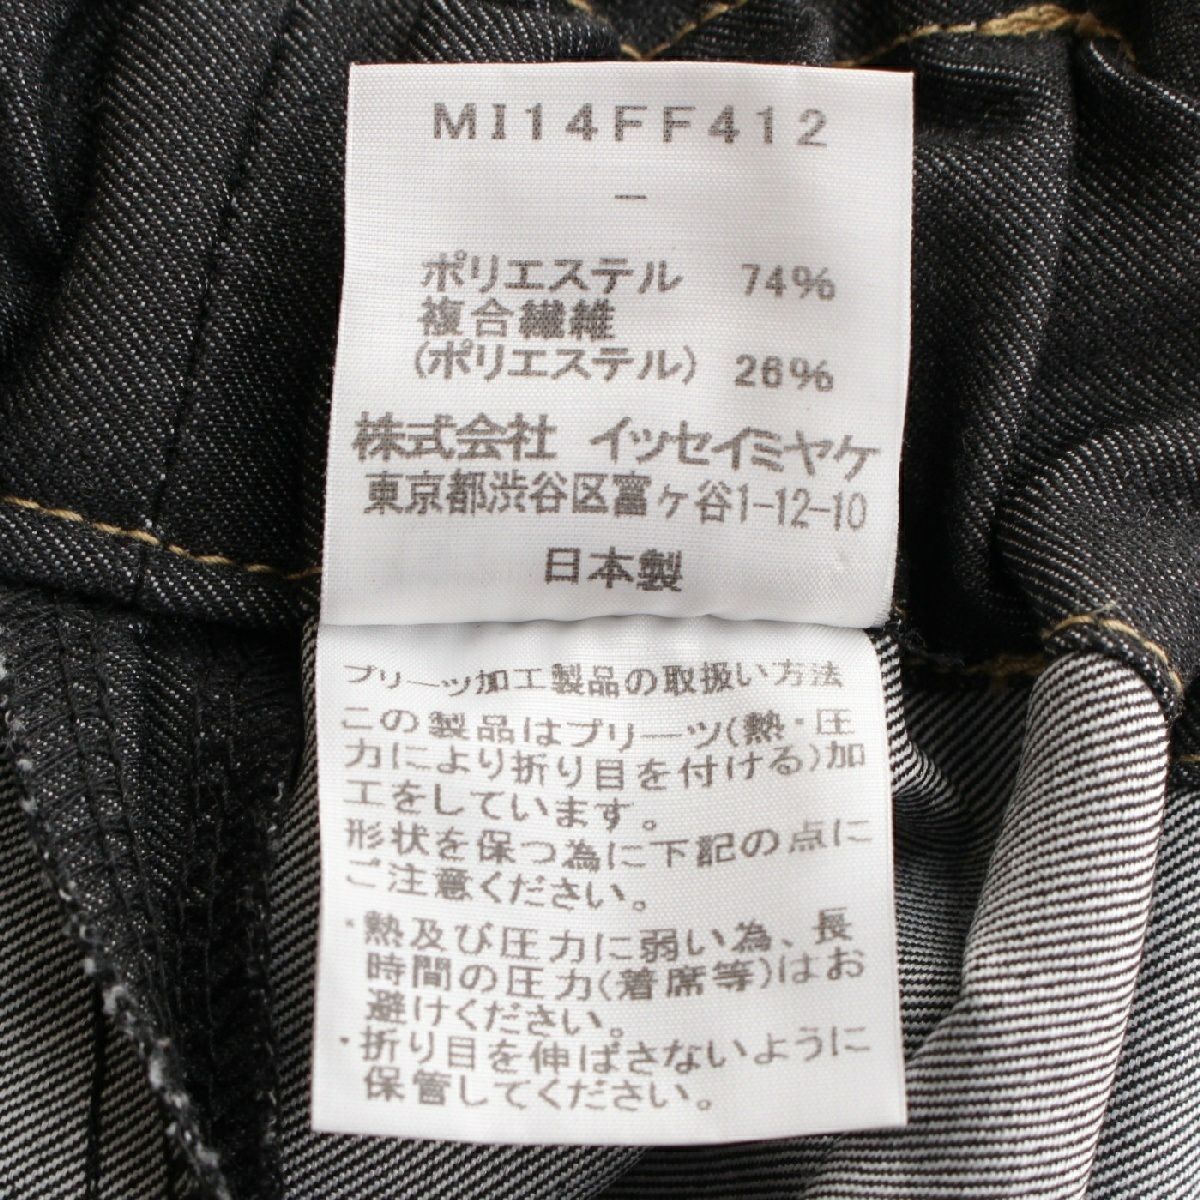 MI14FF412
–
ポリエステル 74%
複合繊維
(ポリエステル) 26%
株式会社 イッセイミヤケ
東京都渋谷区富ヶ谷1-12-10
日本製
プリーツ加工製品の取扱い方法
この製品はプリーツ(熱・圧
力により折り目を付ける)加
工をしています。
形状を保つ為に下記の点に
ご注意ください。
・熱及び圧力に弱い為、長
時間の圧力(着席等)はお
避けください。
・折り目を伸ばさないように
保管してください。